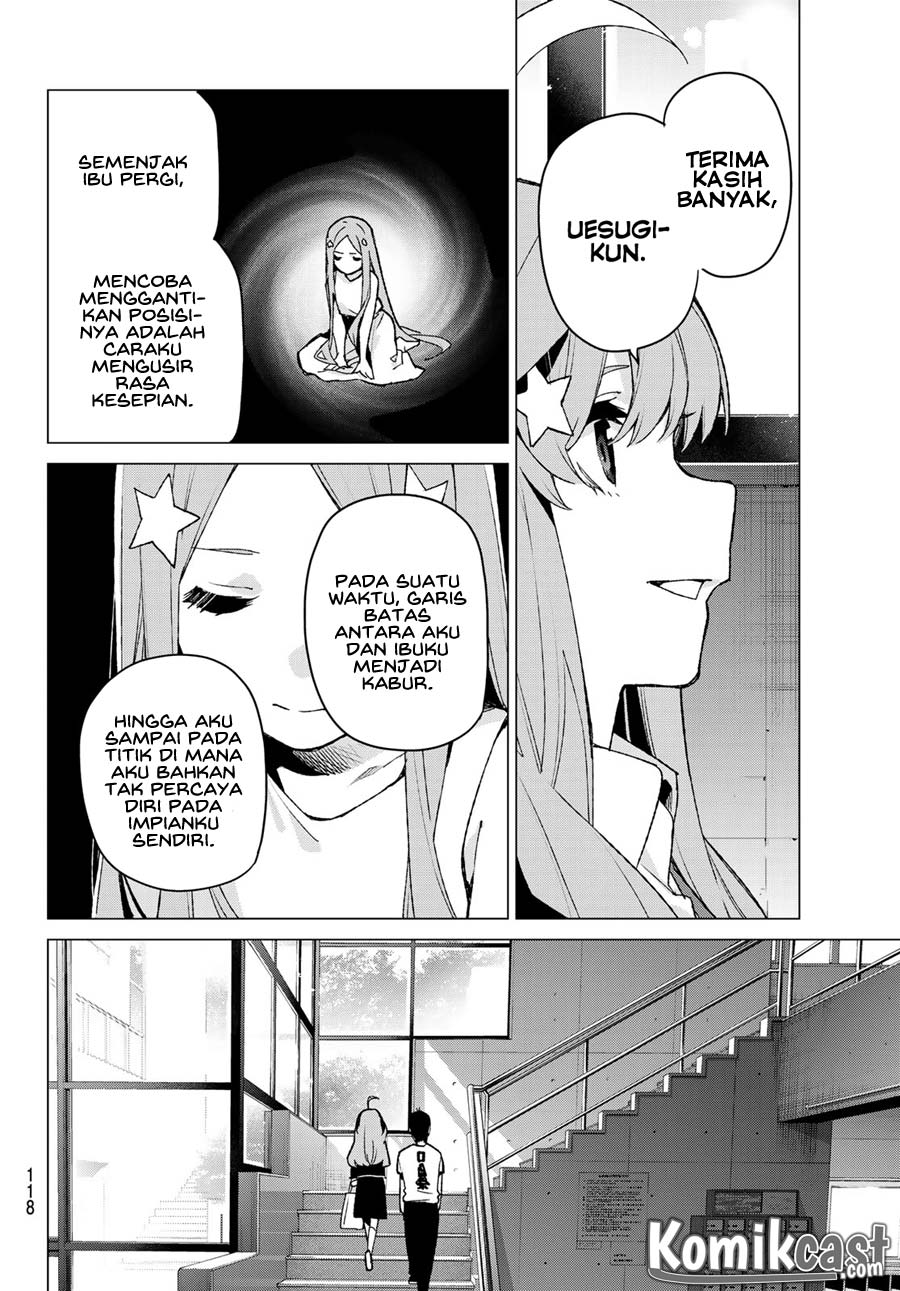 TERIMA
KASIH
BANYAK,
UESUGI-
KUN.
SEMENJAK
IBU PERGI,
MENCOBA
MENGGANTI-
KAN POSISI-
NYA ADALAH
CARAKU
MENGUSIR
RASA
KESEPIAN.
PADA SUATU
WAKTU, GARIS
BATAS
ANTARA AKU
DAN IBUKU
MENJADI
KABUR.
HINGGA AKU
SAMPAI PADA
TITIK DI MANA
AKU BAHKAN
TAK PERCAYA
DIRI PADA
IMPIANKU
SENDIRI.
118
Komikcast
.com